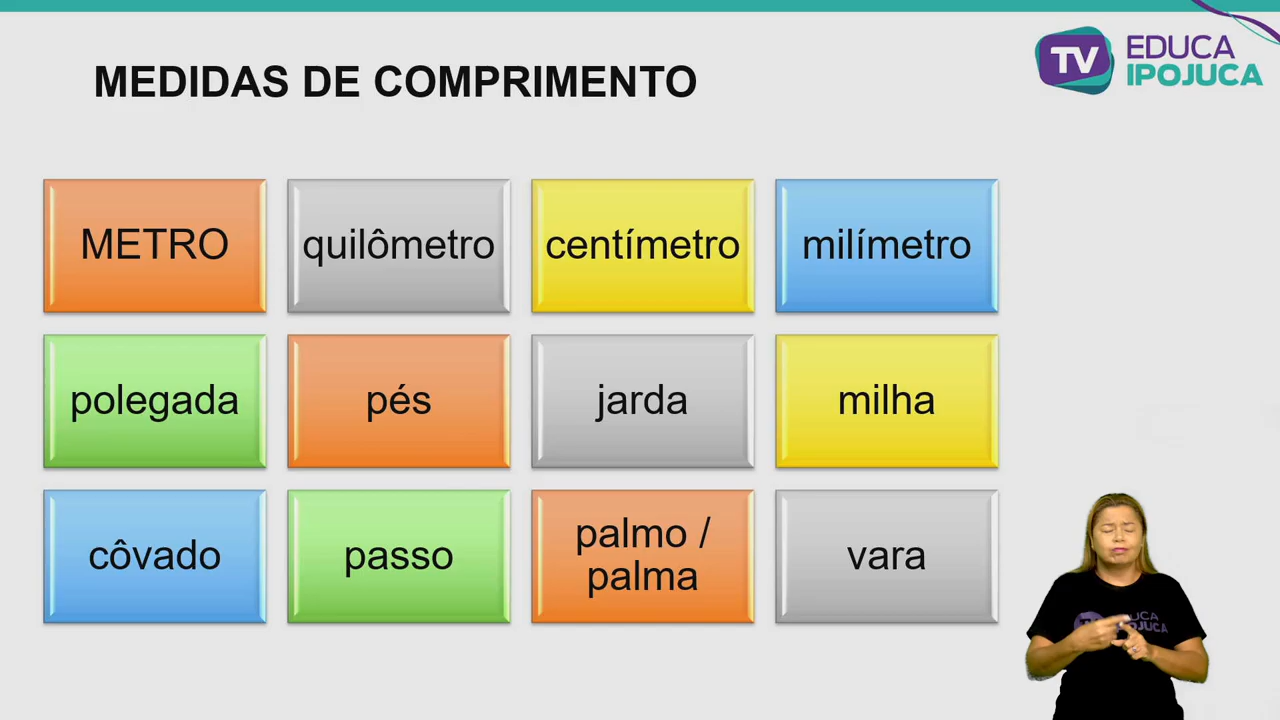 MEDIDAS DE COMPRIMENTO
TV
EDUCA
IPOJUCA
METRO
quilômetro
centímetro
milímetro
polegada
pés
jarda
milha
côvado
passo
palmo /
palma
vara